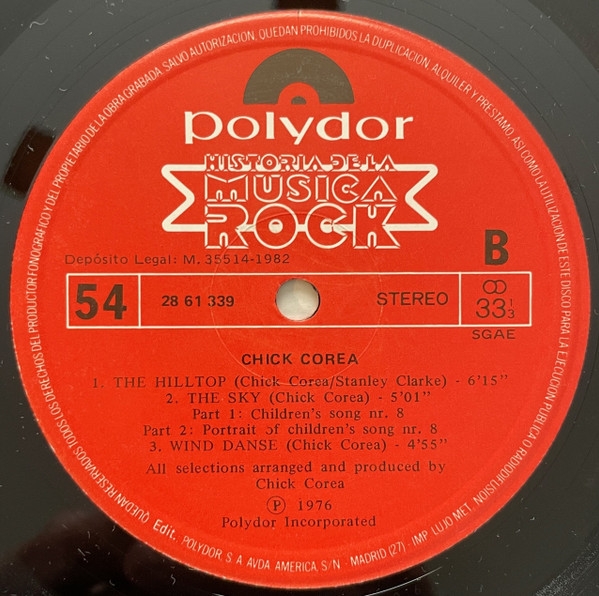 QUEDAN RESERVADOS TODOS LOS DERECHOS DEL PRODUCTOR FONOGRAFICO Y DEL PROPIETARIO DE LA OBRA GRABADA. SALVO AUTORIZACION, QUEDAN PROHIBIDOS LA DUPLICACION, ALQUILER Y PRESTAMO, ASI COMO LA UTILIZACION DE ESTE DISCO PARA LA EJECUCION PUBLICA O RADIODIFUSION
polydor
HISTORIA DE LA
MUSICA
ROCK
Depósito Legal: M. 35514-1982
B
54
28 61 339
STEREO
33 1/3
SGAE
CHICK COREA
1. THE HILLTOP (Chick Corea/Stanley Clarke) - 6'15"
2. THE SKY (Chick Corea) - 5'01"
Part 1: Children's song nr. 8
Part 2: Portrait of children's song nr. 8
3. WIND DANSE (Chick Corea) - 4'55"
All selections arranged and produced by
Chick Corea
Ⓟ 1976
Polydor Incorporated
Edit. POLYDOR S. A. AVDA. AMERICA, S/N - MADRID (27) - IMP. LUJO MET.